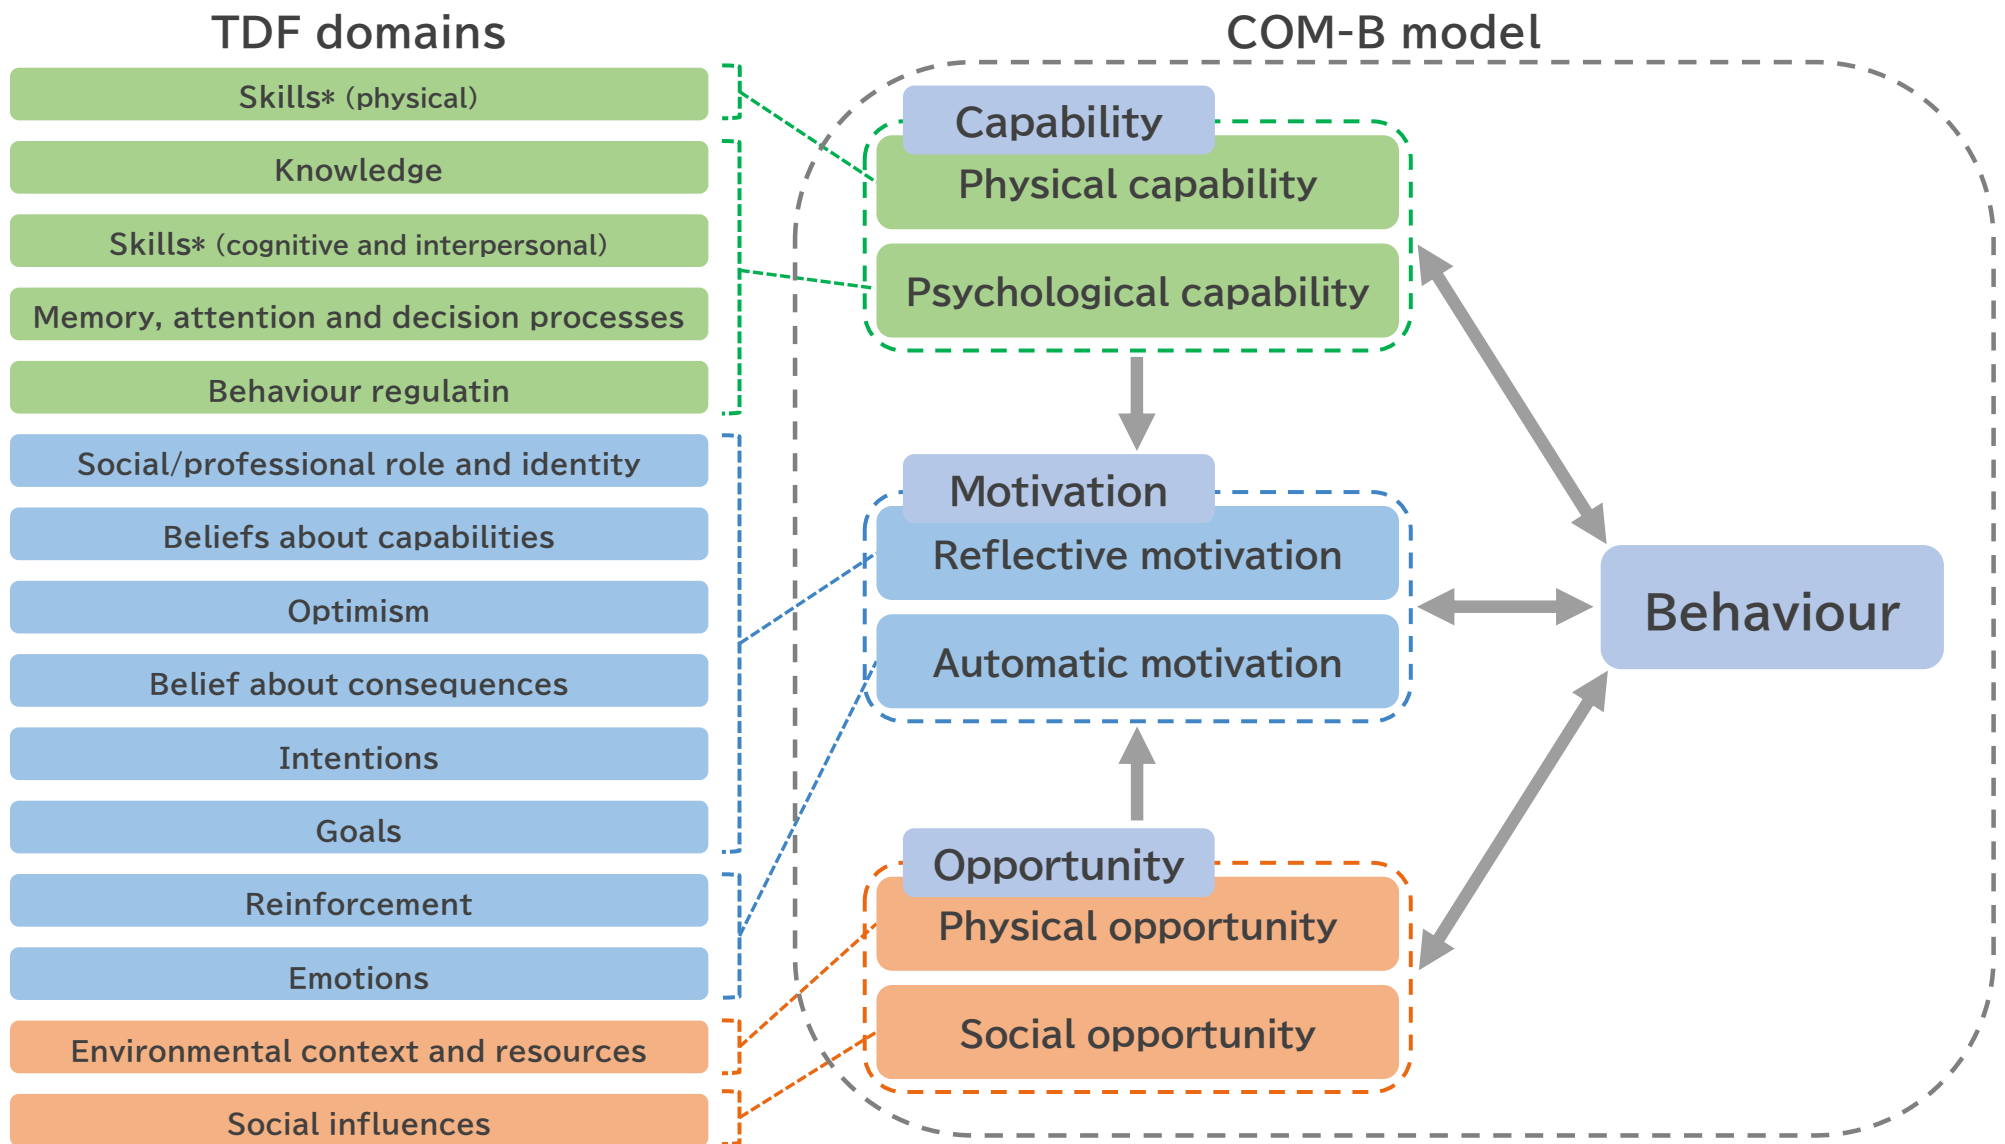 TDF domains
Skills* (physical)
Knowledge
Skills* (cognitive and interpersonal)
Memory, attention and decision processes
Behaviour regulatin
Social/professional role and identity
Beliefs about capabilities
Optimism
Belief about consequences
Intentions
Goals
Reinforcement
Emotions
Environmental context and resources
Social influences
COM-B model
Capability
Physical capability
Psychological capability
Motivation
Reflective motivation
Automatic motivation
Opportunity
Physical opportunity
Social opportunity
Behaviour